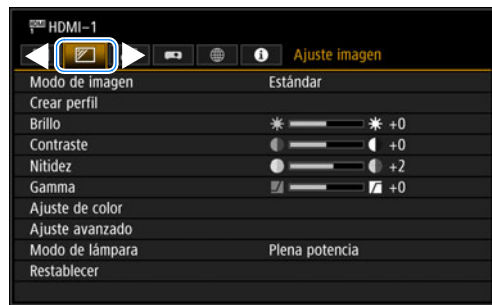 HDMI-1
Ajuste imagen
Modo de imagen Estándar
Crear perfil
Brillo +0
Contraste +0
Nitidez +2
Gamma +0
Ajuste de color
Ajuste avanzado
Modo de lámpara Plena potencia
Restablecer